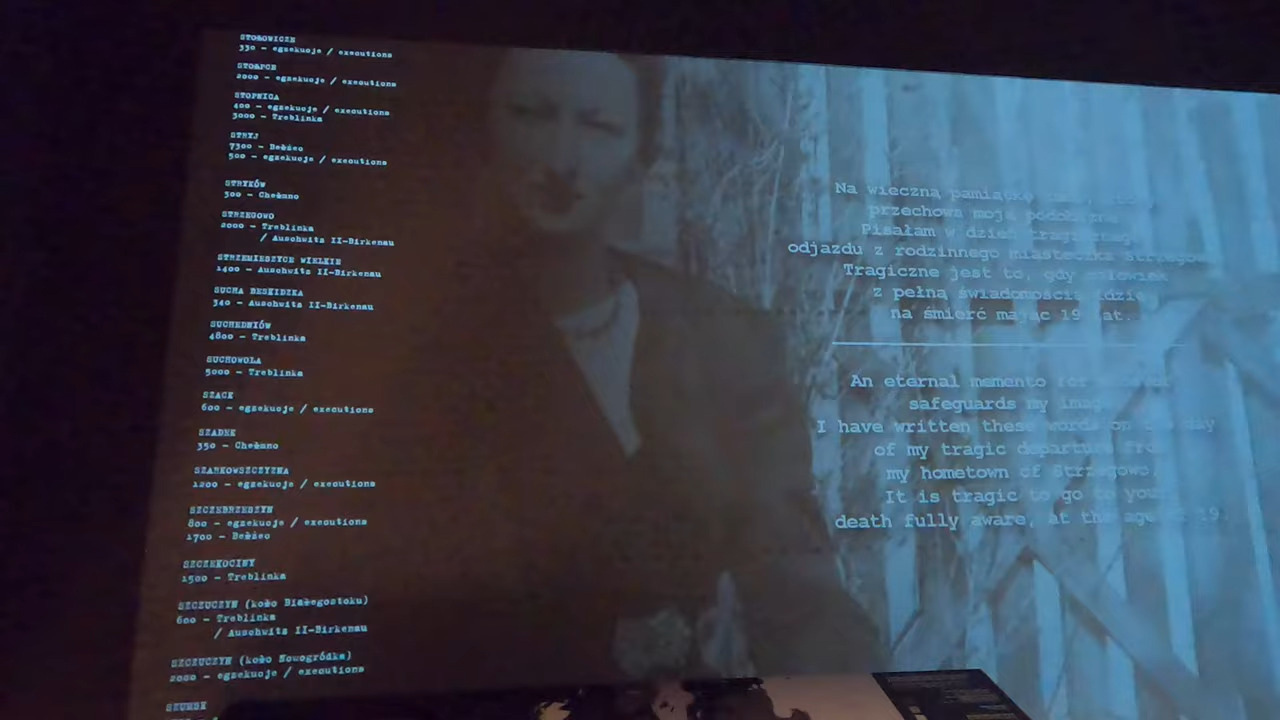 STOŁOWICZE
330 – egzekucje / executions
STOŁPCE
2000 – egzekucje / executions
STOPNICA
400 – egzekucje / executions
3000 – Treblinka
STRYJ
7300 – Bełżec
500 – egzekucje / executions
STRYKÓW
300 – Chełmno
STRZEGOWO
2000 – Treblinka
/ Auschwitz II-Birkenau
STRZEMIESZYCE WIELKIE
1400 – Auschwitz II-Birkenau
SUCHA BESKIDZKA
340 – Auschwitz II-Birkenau
SUCHEDNIÓW
4800 – Treblinka
SUCHOWOLA
5000 – Treblinka
SZACK
600 – egzekucje / executions
SZADEK
350 – Chełmno
SZARKOWSZCZYZNA
1200 – egzekucje / executions
SZCZEBRZESZYN
800 – egzekucje / executions
1700 – Bełżec
SZCZEKOCINY
1500 – Treblinka
SZCZUCZYN (koło Białegostoku)
600 – Treblinka
/ Auschwitz II-Birkenau
SZCZUCZYN (koło Nowogródka)
2000 – egzekucje / executions
SZUMSK
Na wieczną pamiątkę
przechowa moją podobiznę
Pisałam w dzień
odjazdu z rodzinnego miasteczka Strzegowa
Tragiczne jest to, gdy człowiek
z pełną świadomością idzie
na śmierć mając 19 lat...
An eternal memento for
safeguards my image
I have written these words on the day
of my tragic departure from
my hometown of Strzegowo,
It is tragic to go to your
death fully aware, at the age of 19.